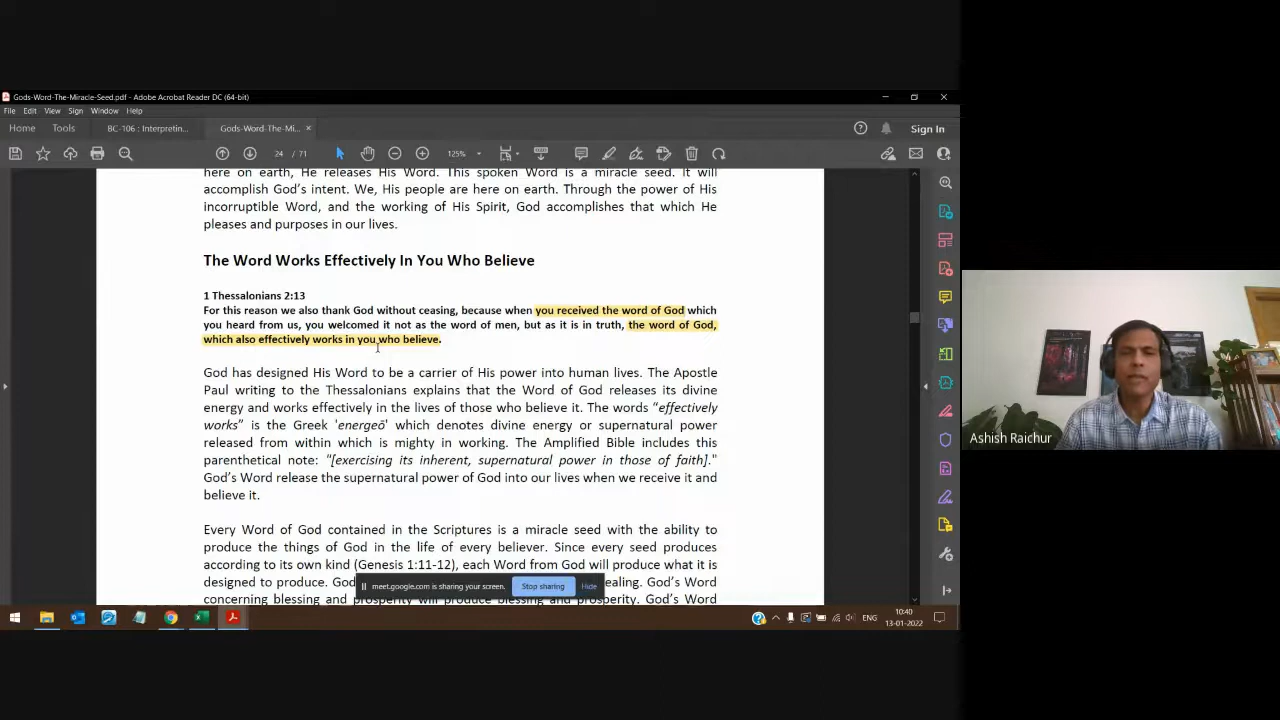 Gods-Word-The-Miracle-Seed.pdf - Adobe Acrobat Reader DC (64-bit)
File Edit View Sign Window Help
Home Tools BC-106 : Interpretin... Gods-Word-The-Mi... × Sign In
24 / 71 125%
here on earth, He releases His Word. This spoken Word is a miracle seed. It will
accomplish God's intent. We, His people are here on earth. Through the power of His
incorruptible Word, and the working of His Spirit, God accomplishes that which He
pleases and purposes in our lives.
The Word Works Effectively In You Who Believe
1 Thessalonians 2:13
For this reason we also thank God without ceasing, because when you received the word of God which
you heard from us, you welcomed it not as the word of men, but as it is in truth, the word of God,
which also effectively works in you who believe.
God has designed His Word to be a carrier of His power into human lives. The Apostle
Paul writing to the Thessalonians explains that the Word of God releases its divine
energy and works effectively in the lives of those who believe it. The words "effectively
works" is the Greek 'energeō' which denotes divine energy or supernatural power
released from within which is mighty in working. The Amplified Bible includes this
parenthetical note: "[exercising its inherent, supernatural power in those of faith]."
God's Word release the supernatural power of God into our lives when we receive it and
believe it.
Every Word of God contained in the Scriptures is a miracle seed with the ability to
produce the things of God in the life of every believer. Since every seed produces
according to its own kind (Genesis 1:11-12), each Word from God will produce what it is
designed to produce. God ealing. God's Word
concerning blessing and prosperity will produce blessing and prosperity. God's Word
meet.google.com is sharing your screen. Stop sharing Hide
ENG 10:40
13-01-2022
Ashish Raichur